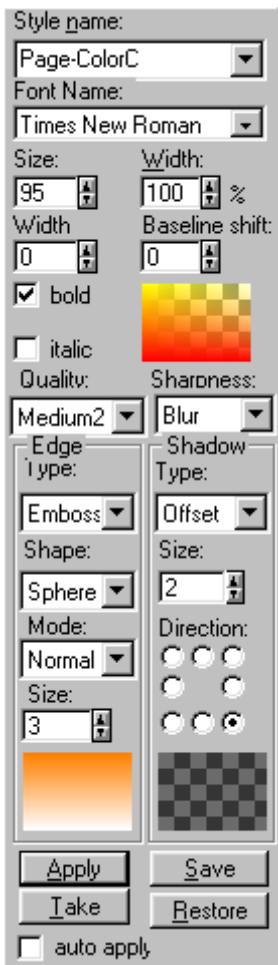 Style name:
Page-ColorC
Font Name:
Times New Roman
Size: Width:
95 100 %
Width Baseline shift:
0 0
bold
italic
Quality: Sharpness:
Medium2 Blur
Edge Shadow
Type: Type:
Emboss Offset
Shape: Size:
Sphere 2
Mode: Direction:
Normal
Size:
3
Apply Save
Take Restore
auto apply